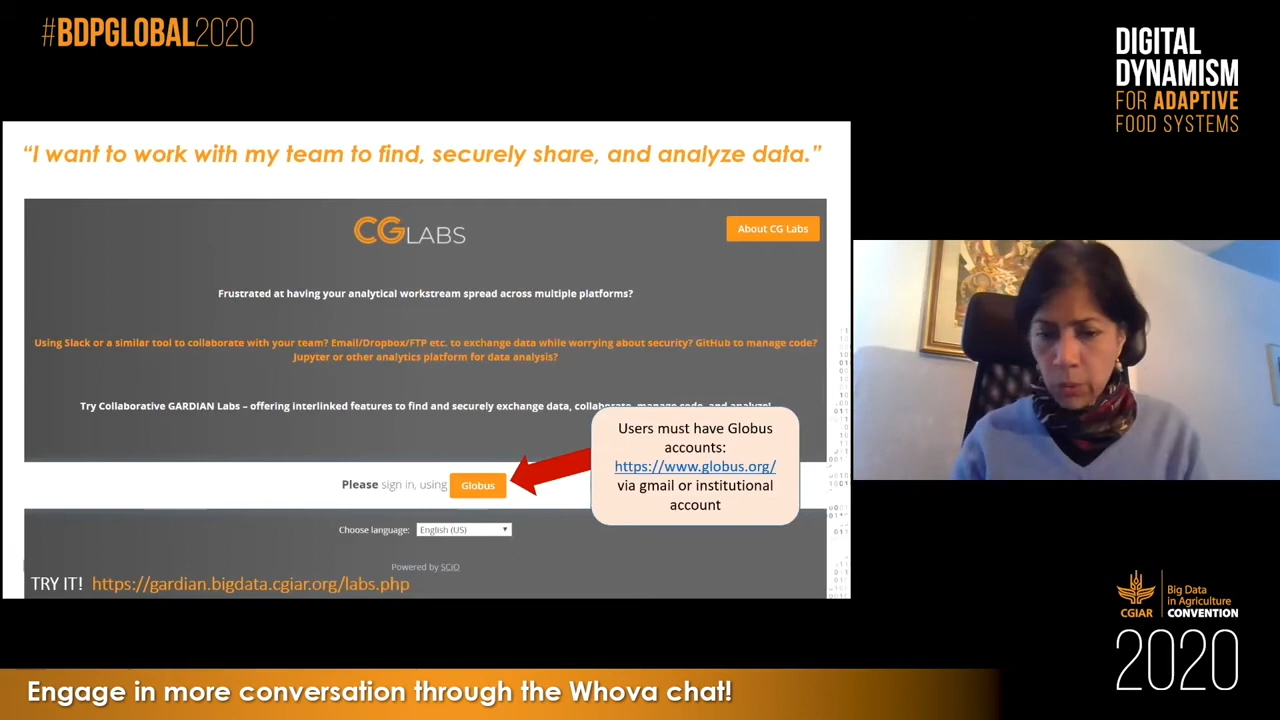 #BDPGLOBAL2020
DIGITAL
DYNAMISM
FOR ADAPTIVE
FOOD SYSTEMS
“I want to work with my team to find, securely share, and analyze data.”
CGLABS
About CG Labs
Frustrated at having your analytical workstream spread across multiple platforms?
Using Slack or a similar tool to collaborate with your team? Email/Dropbox/FTP etc. to exchange data while worrying about security? GitHub to manage code?
Jupyter or other analytics platform for data analysis?
Try Collaborative GARDIAN Labs – offering interlinked features to find and securely exchange data, collaborate, manage code, and analyze!
Users must have Globus
accounts:
https://www.globus.org/
via gmail or institutional
account
Please sign in, using Globus
Choose language: English (US)
Powered by SCiO
TRY IT! https://gardian.bigdata.cgiar.org/labs.php
CGIAR
Big Data
in Agriculture
CONVENTION
2020
Engage in more conversation through the Whova chat!